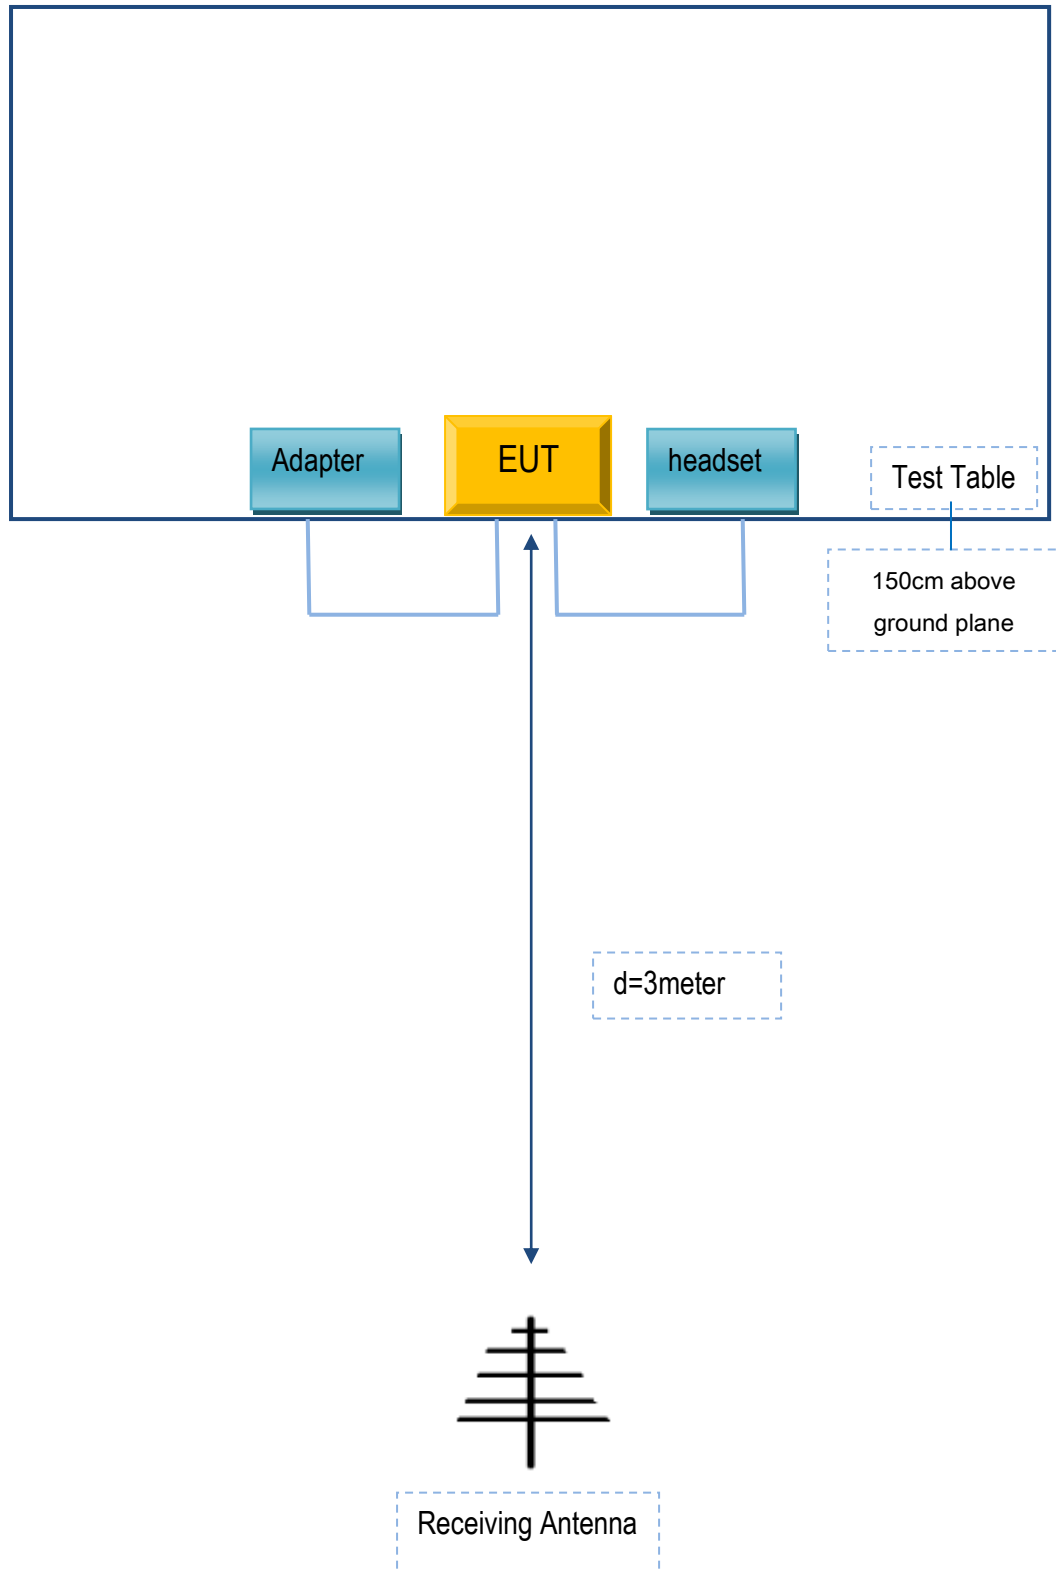 Adapter
EUT
headset
Test Table
150cm above
ground plane
d=3meter
Receiving Antenna